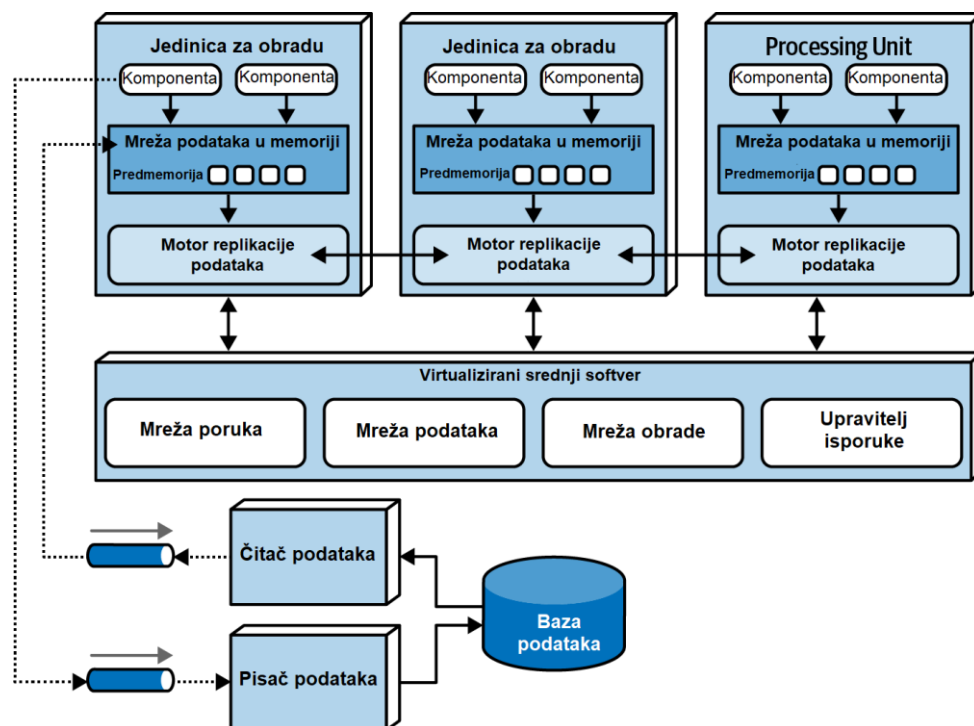 Jedinica za obradu
Jedinica za obradu
Processing Unit
Komponenta
Komponenta
Komponenta
Komponenta
Komponenta
Komponenta
Mreža podataka u memoriji
Mreža podataka u memoriji
Mreža podataka u memoriji
Predmemorija
Predmemorija
Predmemorija
Motor replikacije
podataka
Motor replikacije
podataka
Motor replikacije
podataka
Virtualizirani srednji softver
Mreža poruka
Mreža podataka
Mreža obrade
Upravitelj
isporuke
Čitač podataka
Baza
podataka
Pisač podataka